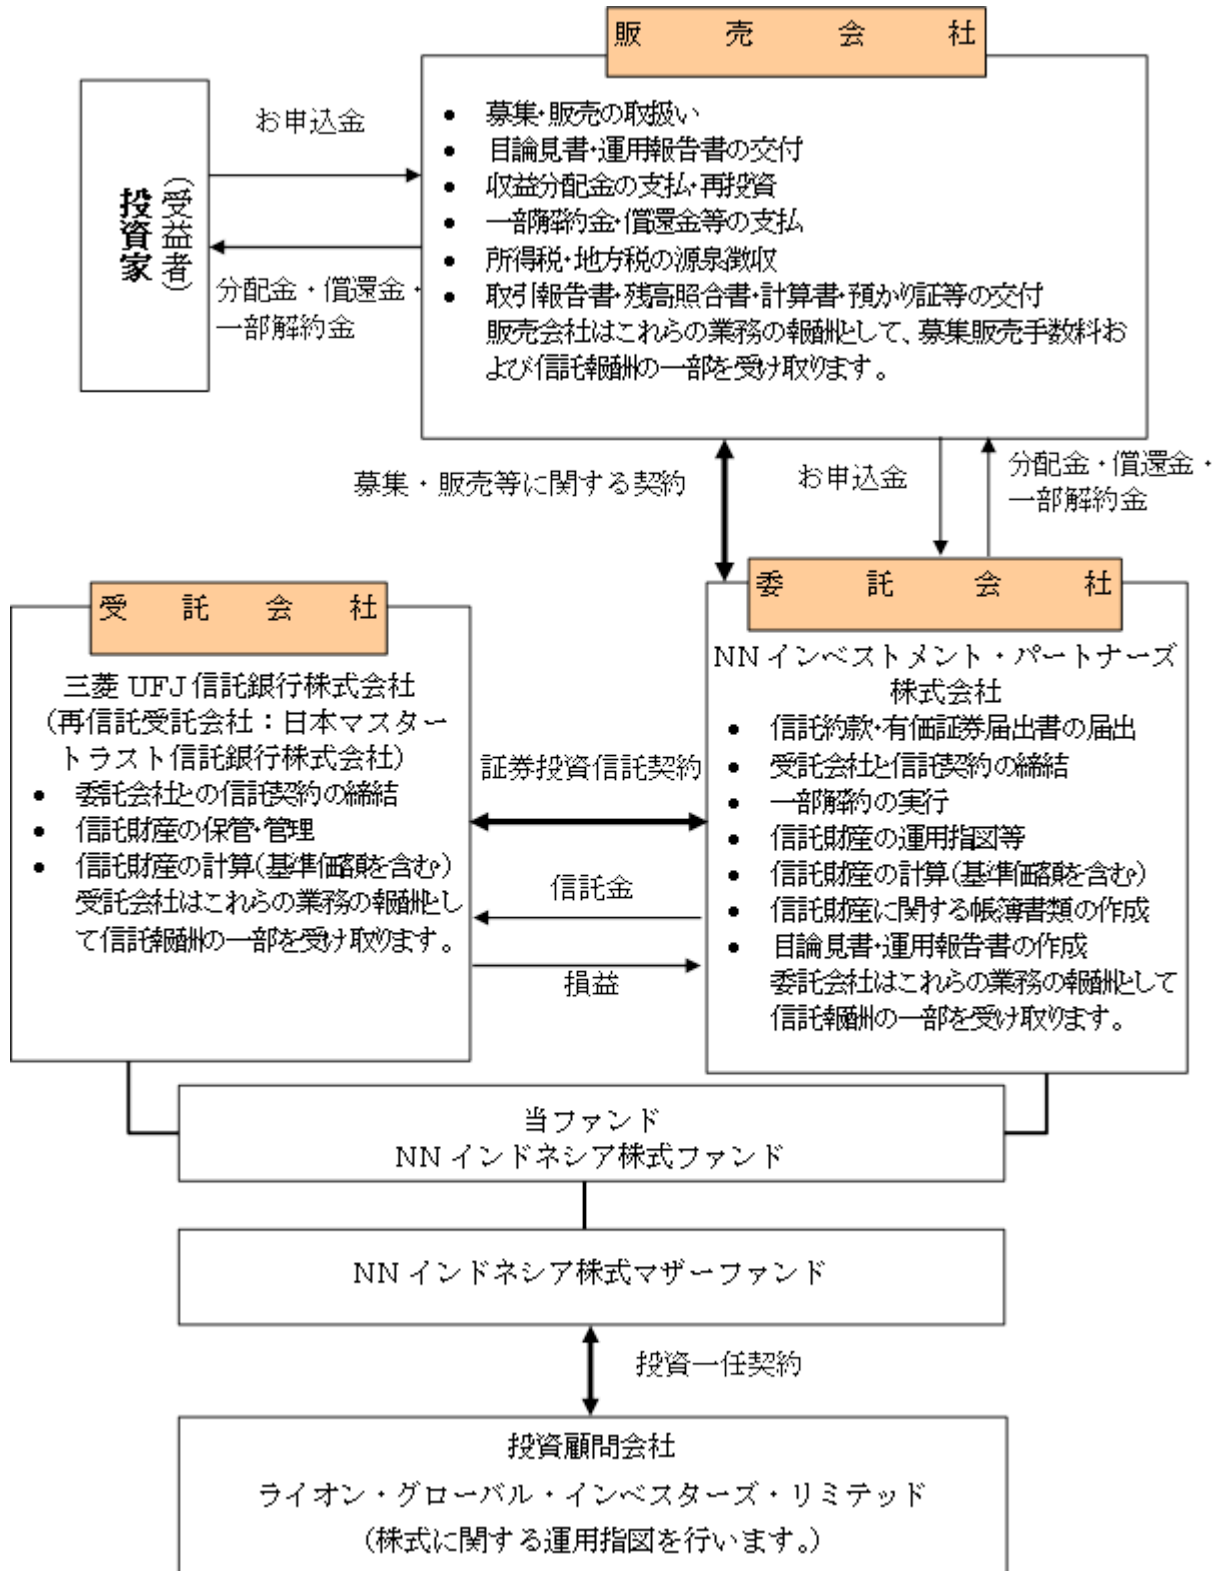 販売会社
お申込金
投資家
(受益者)
分配金・償還金・
一部解約金
● 募集・販売の取扱い
● 目論見書・運用報告書の交付
● 収益分配金の支払・再投資
● 一部解約金・償還金等の支払
● 所得税・地方税の源泉徴収
● 取引報告書・残高照合書・計算書・預かり証等の交付
販売会社はこれらの業務の報酬として、募集販売手数料お
よび信託報酬の一部を受け取ります。
募集・販売等に関する契約
お申込金
分配金・償還金・
一部解約金
受託会社
三菱 UFJ 信託銀行株式会社
(再信託受託会社：日本マスター
トラスト信託銀行株式会社)
● 委託会社との信託契約の締結
● 信託財産の保管・管理
● 信託財産の計算(基準価額を含む)
受託会社はこれらの業務の報酬とし
て信託報酬の一部を受け取ります。
証券投資信託契約
信託金
損益
委託会社
NN インベストメント・パートナーズ
株式会社
● 信託約款・有価証券届出書の届出
● 受託会社と信託契約の締結
● 一部解約の実行
● 信託財産の運用指図等
● 信託財産の計算(基準価額を含む)
● 信託財産に関する帳簿書類の作成
● 目論見書・運用報告書の作成
委託会社はこれらの業務の報酬として
信託報酬の一部を受け取ります。
当ファンド
NN インドネシア株式ファンド
NN インドネシア株式マザーファンド
投資一任契約
投資顧問会社
ライオン・グローバル・インベスターズ・リミテッド
(株式に関する運用指図を行います。)